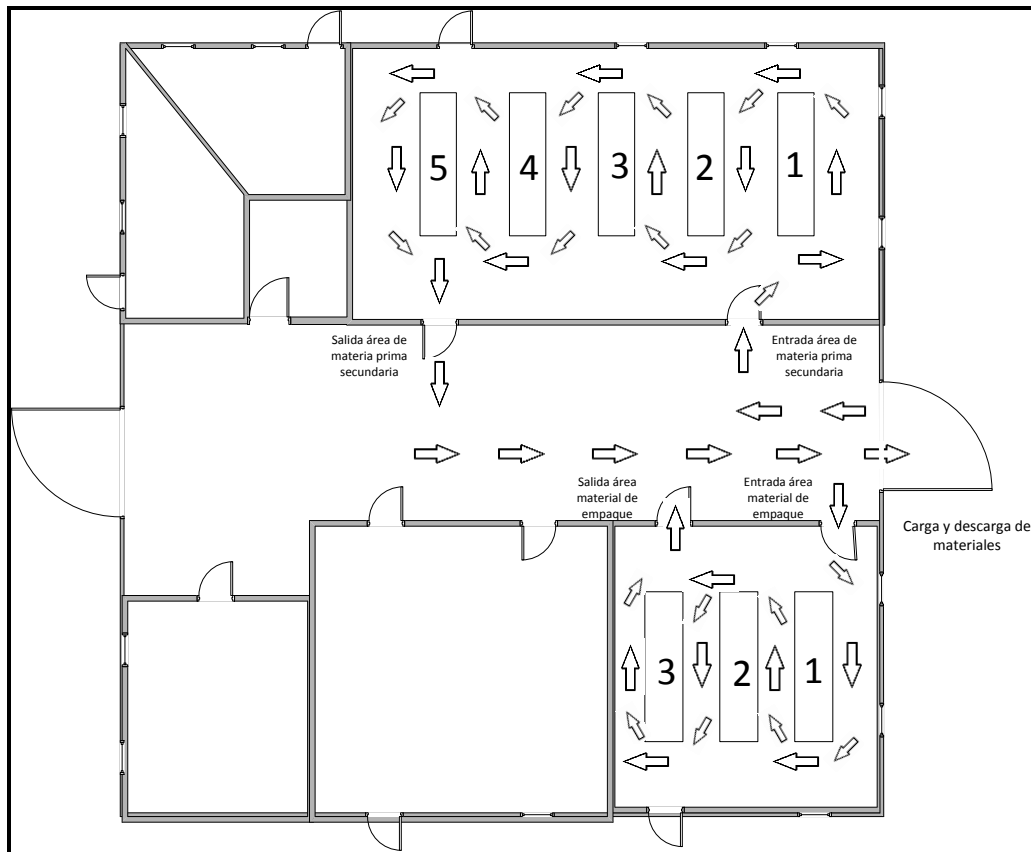 5
4
3
2
1
Salida área de
materia prima
secundaria
Entrada área de
materia prima
secundaria
Salida área
material de
empaque
Entrada área
material de
empaque
Carga y descarga de
materiales
3
2
1